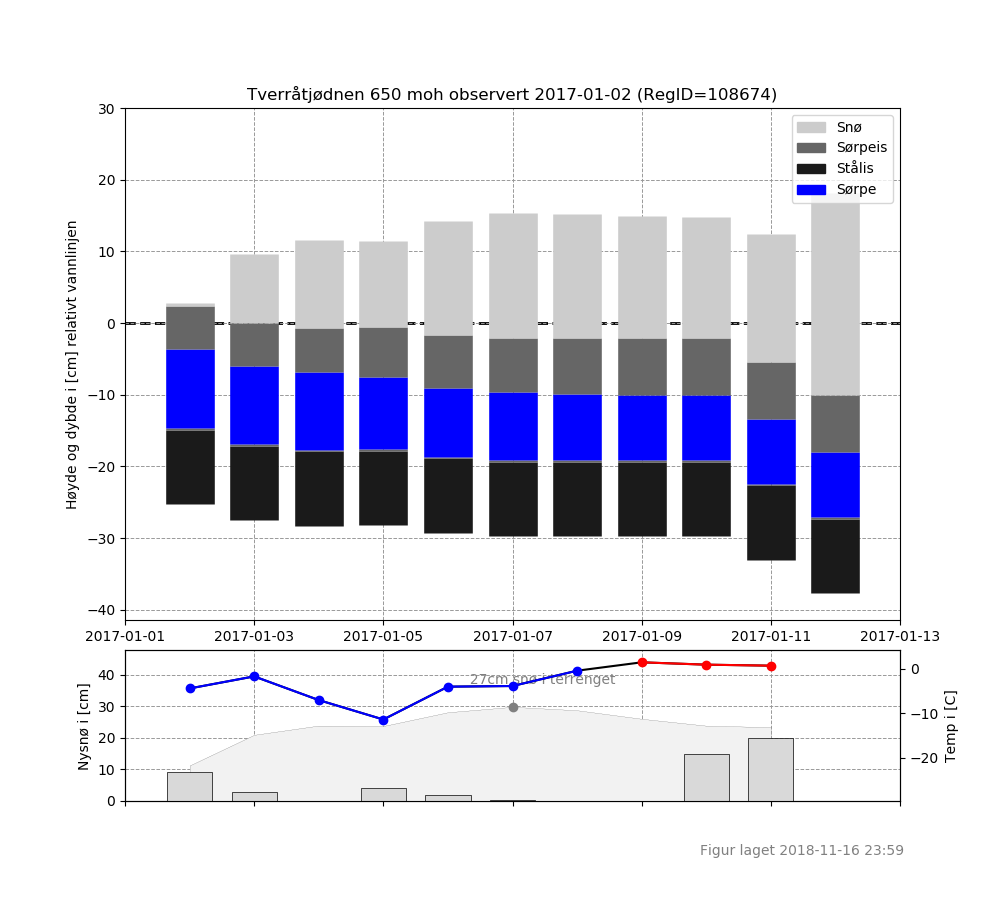 Tverråtjødnen 650 moh observert 2017-01-02 (RegID=108674)
Høyde og dybde i [cm] relativt vannlinjen
30
20
10
0
−10
−20
−30
−40
Snø
Sørpeis
Stålis
Sørpe
2017-01-01 2017-01-03 2017-01-05 2017-01-07 2017-01-09 2017-01-11 2017-01-13
Nysnø i [cm]
40
30
20
10
0
27cm snø i terrenget
0
−10
−20
Temp i [C]
Figur laget 2018-11-16 23:59